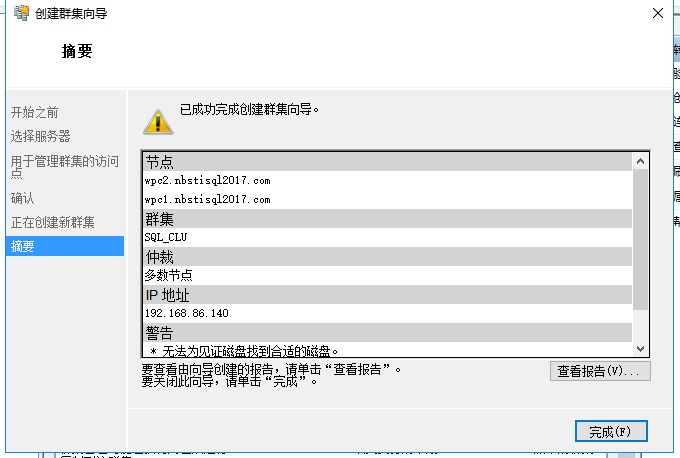 创建群集向导
摘要
开始之前
选择服务器
用于管理群集的访问
点
确认
正在创建新群集
摘要
已成功完成创建群集向导。
节点
wpc2.nbstisql2017.com
wpc1.nbstisql2017.com
群集
SQL_CLU
仲裁
多数节点
IP 地址
192.168.86.140
警告
* 无法为见证磁盘找到合适的磁盘。
要查看由向导创建的报告,请单击“查看报告”。
要关闭此向导,请单击“完成”。
查看报告(V)...
完成(F)